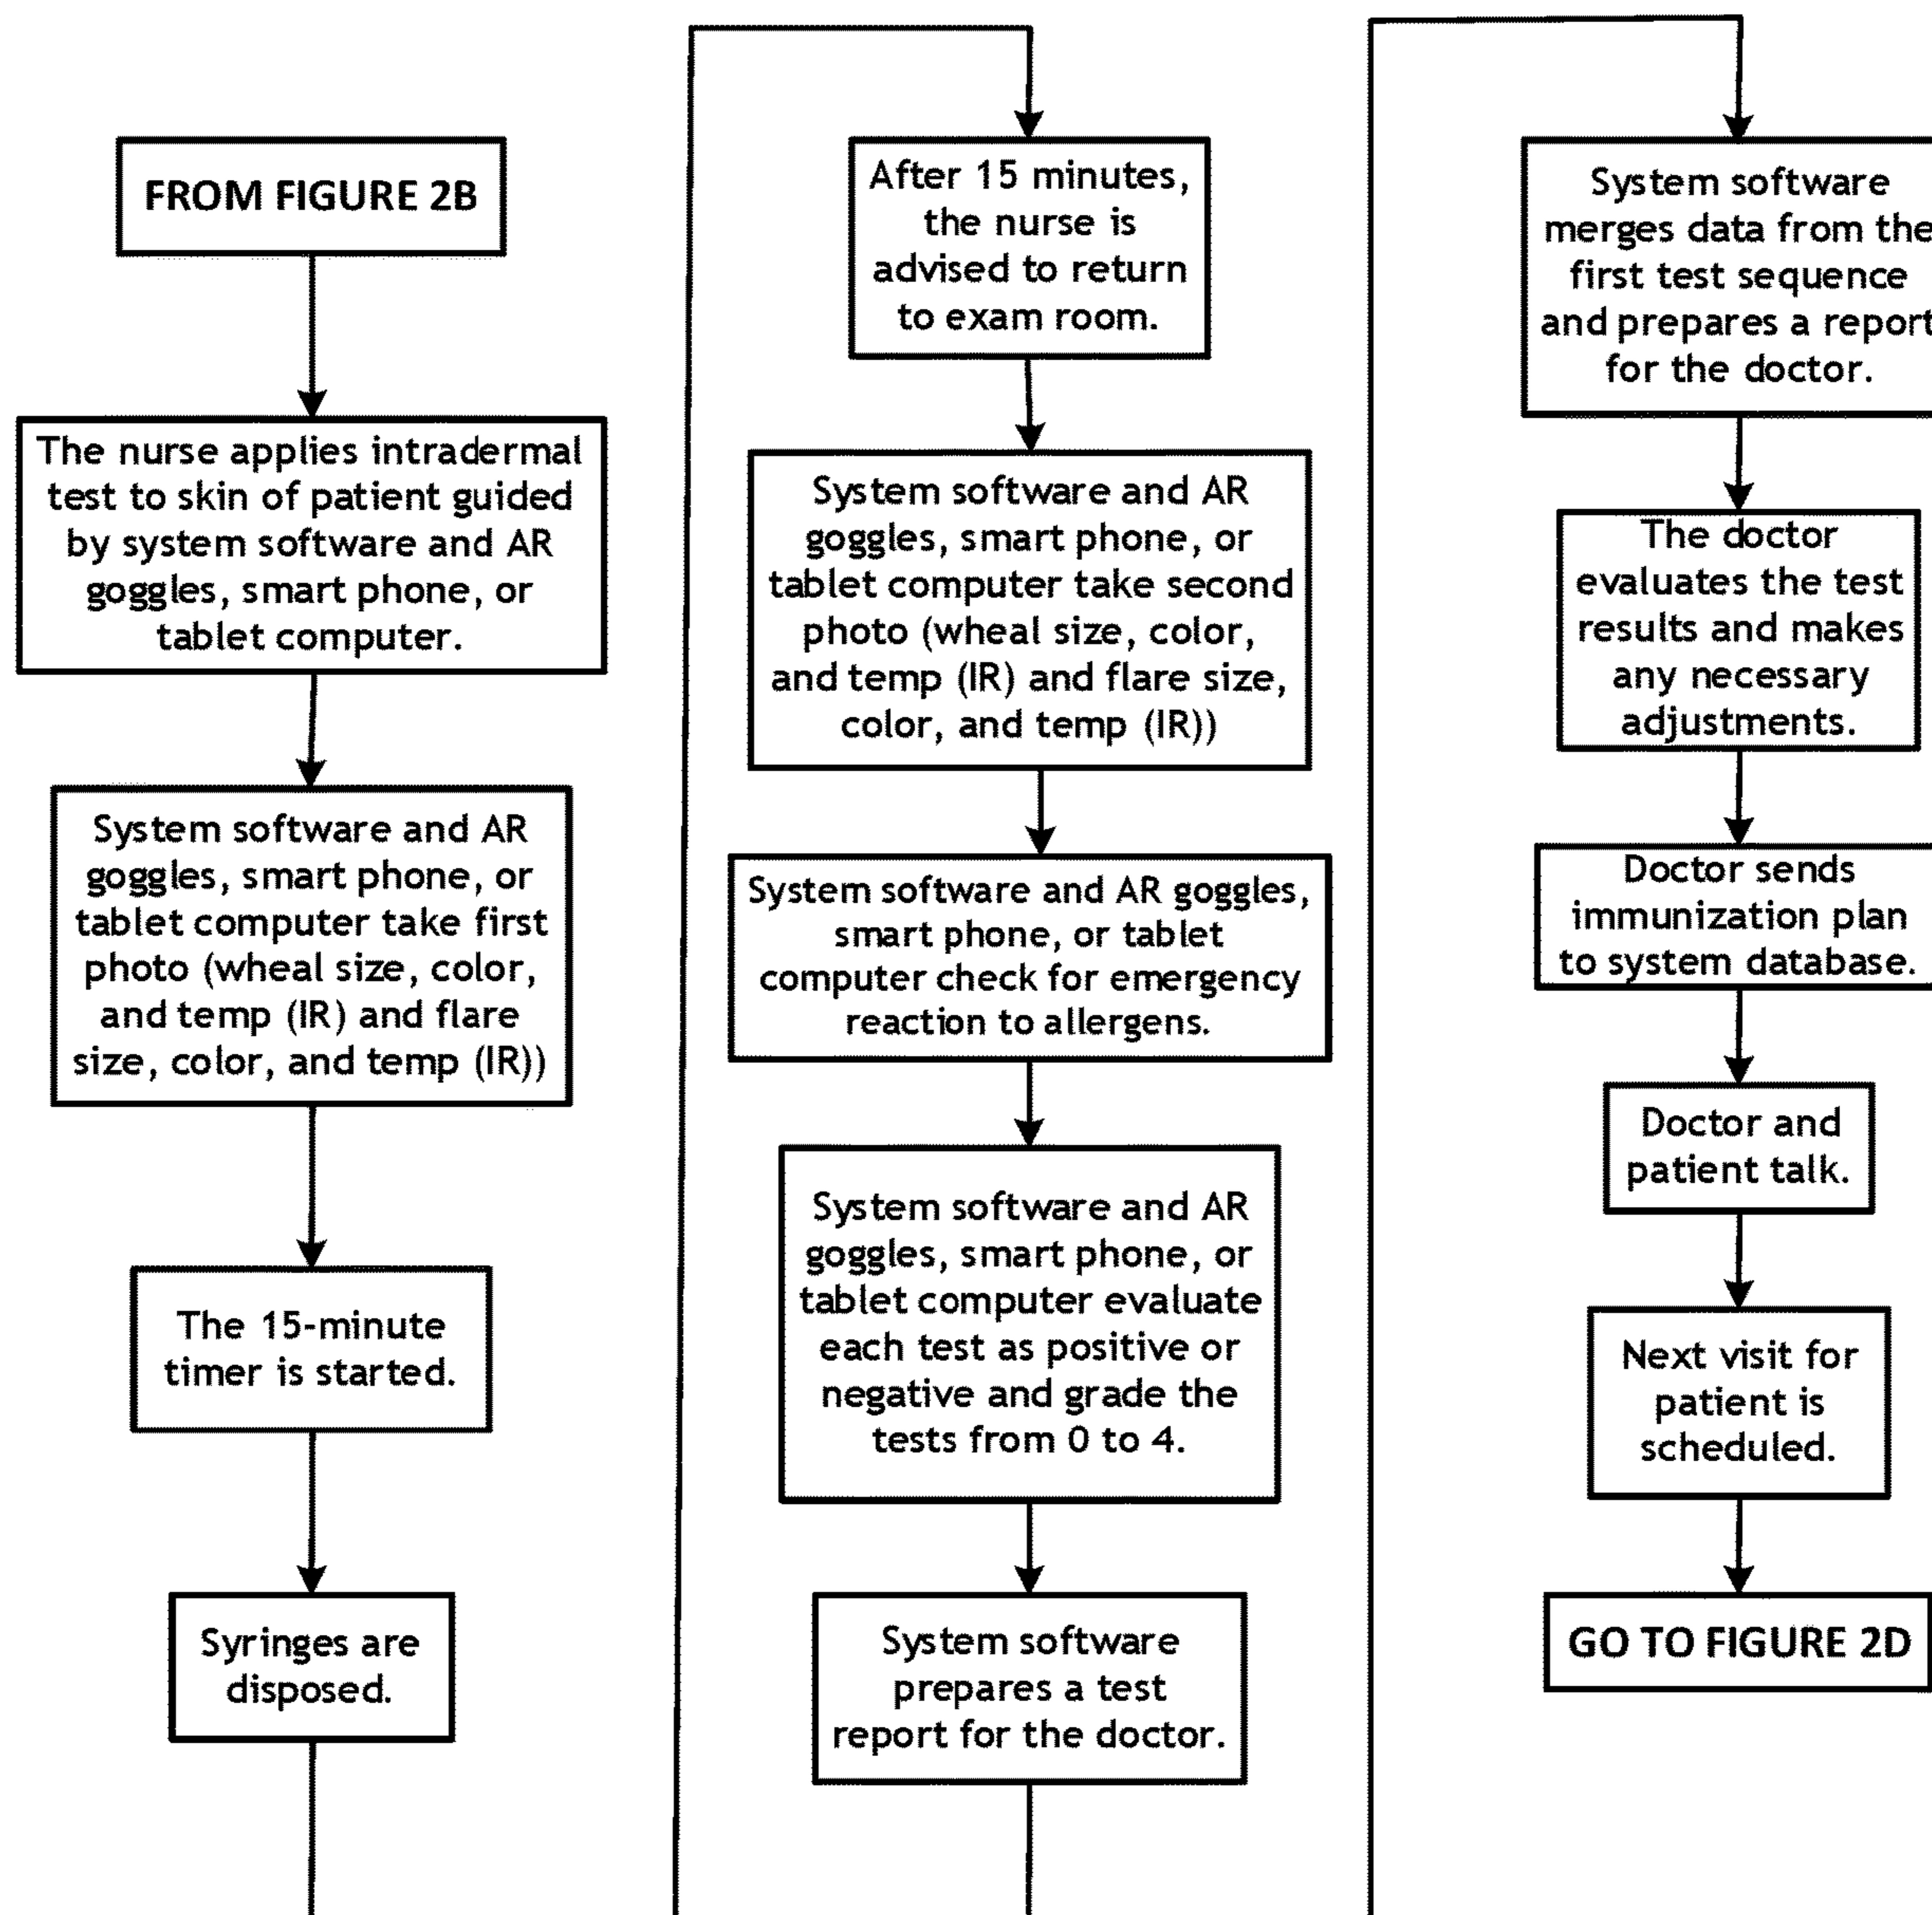 FROM FIGURE 2B
The nurse applies intradermal
test to skin of patient guided
by system software and AR
goggles, smart phone, or
tablet computer.
System software and AR
goggles, smart phone, or
tablet computer take first
photo (wheal size, color,
and temp (IR) and flare
size, color, and temp (IR))
The 15-minute
timer is started.
Syringes are
disposed.
After 15 minutes,
the nurse is
advised to return
to exam room.
System software and AR
goggles, smart phone, or
tablet computer take second
photo (wheal size, color,
and temp (IR) and flare size,
color, and temp (IR))
System software and AR goggles,
smart phone, or tablet
computer check for emergency
reaction to allergens.
System software and AR
goggles, smart phone, or
tablet computer evaluate
each test as positive or
negative and grade the
tests from 0 to 4.
System software
prepares a test
report for the doctor.
System software
merges data from the
first test sequence
and prepares a report
for the doctor.
The doctor
evaluates the test
results and makes
any necessary
adjustments.
Doctor sends
immunization plan
to system database.
Doctor and
patient talk.
Next visit for
patient is
scheduled.
GO TO FIGURE 2D